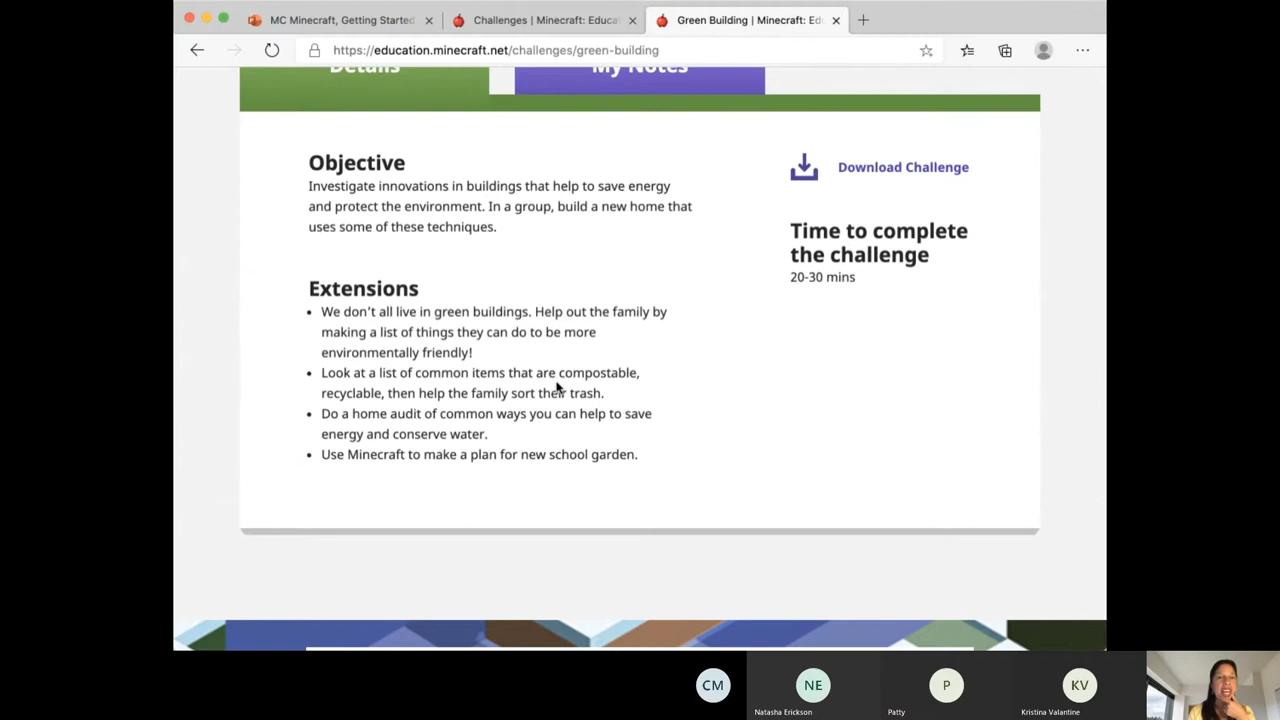 MC Minecraft, Getting Started
Challenges | Minecraft: Educat
Green Building | Minecraft: Ed
https://education.minecraft.net/challenges/green-building
Details
My Notes
Objective
Investigate innovations in buildings that help to save energy
and protect the environment. In a group, build a new home that
uses some of these techniques.
Download Challenge
Time to complete
the challenge
20-30 mins
Extensions
• We don't all live in green buildings. Help out the family by
making a list of things they can do to be more
environmentally friendly!
• Look at a list of common items that are compostable,
recyclable, then help the family sort their trash.
• Do a home audit of common ways you can help to save
energy and conserve water.
• Use Minecraft to make a plan for new school garden.
CM
NE
Natasha Erickson
P
Patty
KV
Kristina Valantine